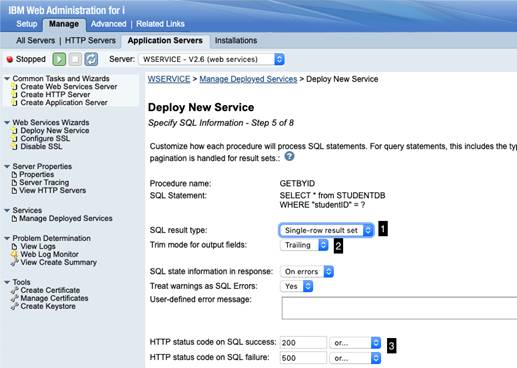 IBM Web Administration for i
Setup Manage Advanced | Related Links
All Servers | HTTP Servers Application Servers Installations
Stopped Server: WSERVICE - V2.6 (web services)
Common Tasks and Wizards
Create Web Services Server
Create HTTP Server
Create Application Server
Web Services Wizards
Deploy New Service
Configure SSL
Disable SSL
Server Properties
Properties
Server Tracing
View HTTP Servers
Services
Manage Deployed Services
Problem Determination
View Logs
Web Log Monitor
View Create Summary
Tools
Create Certificate
Manage Certificates
Create Keystore
WSERVICE > Manage Deployed Services > Deploy New Service
Deploy New Service
Specify SQL Information - Step 5 of 8
Customize how each procedure will process SQL statements. For query statements, this includes the typ
pagination is handled for result sets.: ?
Procedure name: GETBYID
SQL Statement: SELECT * from STUDENTDB
WHERE "studentID" = ?
SQL result type: Single-row result set 1
Trim mode for output fields: Trailing 2
SQL state information in response: On errors
Treat warnings as SQL Errors: Yes
User-defined error message:
HTTP status code on SQL success: 200 or... 3
HTTP status code on SQL failure: 500 or...